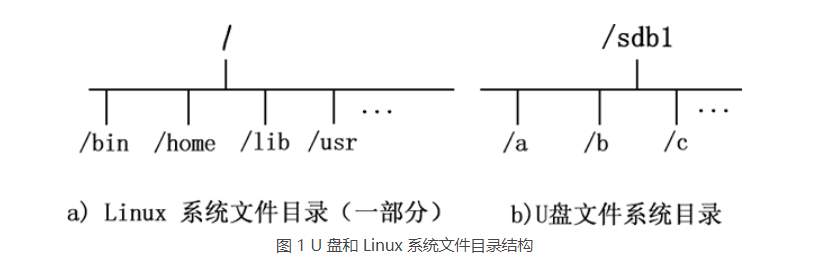 / /sdb1
/bin /home /lib /usr ... /a /b /c ...
a) Linux 系统文件目录（一部分） b)U盘文件系统目录
图 1 U 盘和 Linux 系统文件目录结构